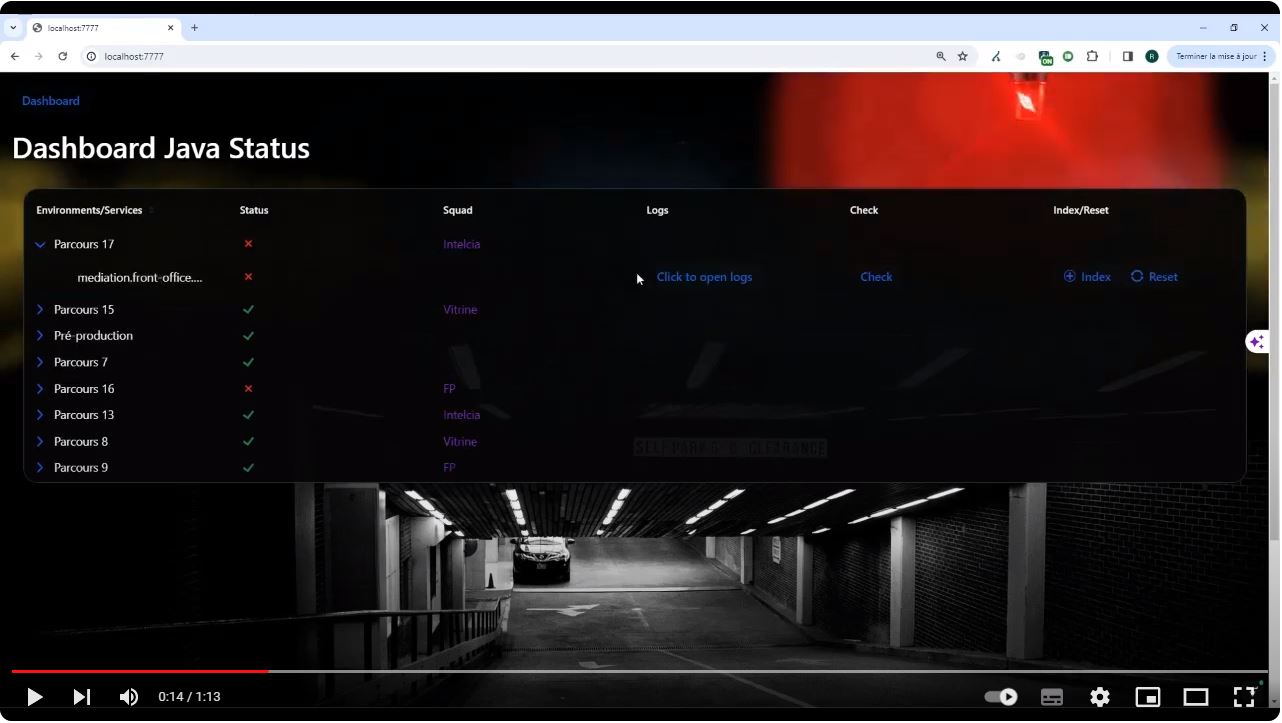 localhost:7777
localhost:7777
ON
R
Terminer la mise à jour
Dashboard
Dashboard Java Status
Environments/Services Status Squad Logs Check Index/Reset
Parcours 17 Intelcia
mediation.front-office.... Click to open logs Check Index Reset
Parcours 15 Vitrine
Pré-production
Parcours 7
Parcours 16 FP
Parcours 13 Intelcia
Parcours 8 Vitrine
Parcours 9 FP
CLEARANCE
0:14 / 1:13